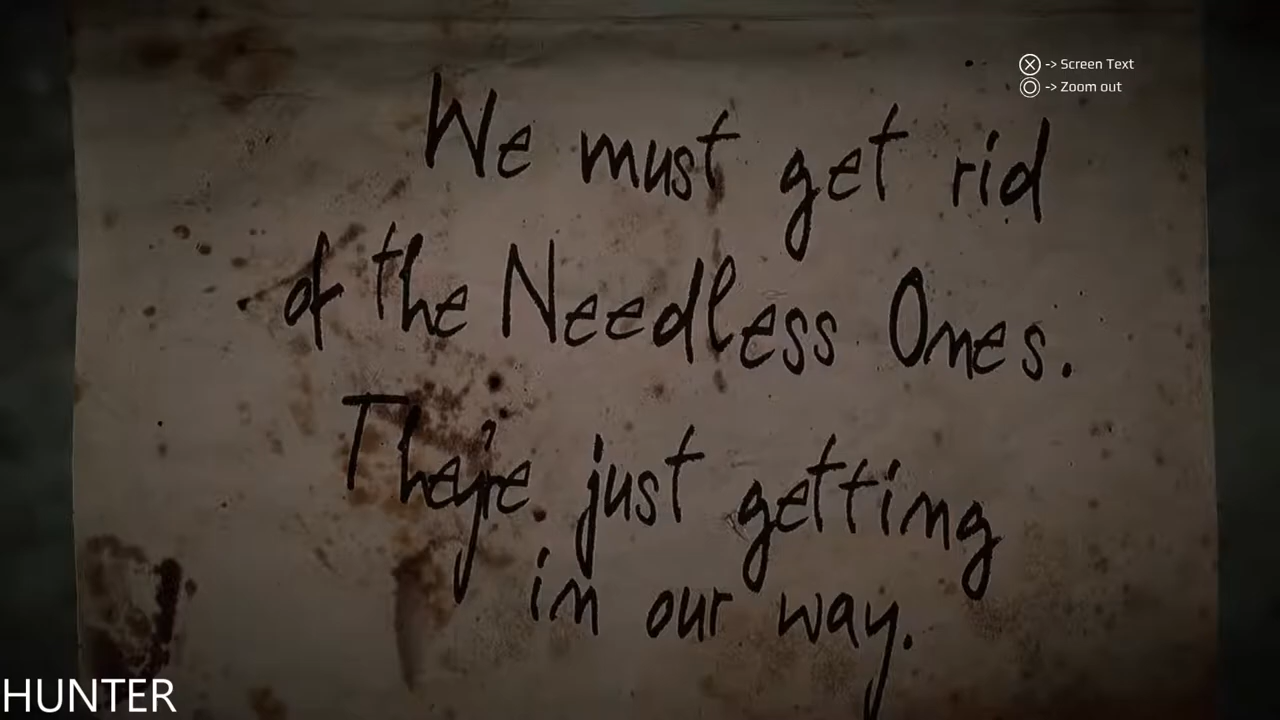 -> Screen Text
-> Zoom out
We must get rid
of the Needless Ones.
They're just getting
in our way.
HUNTER